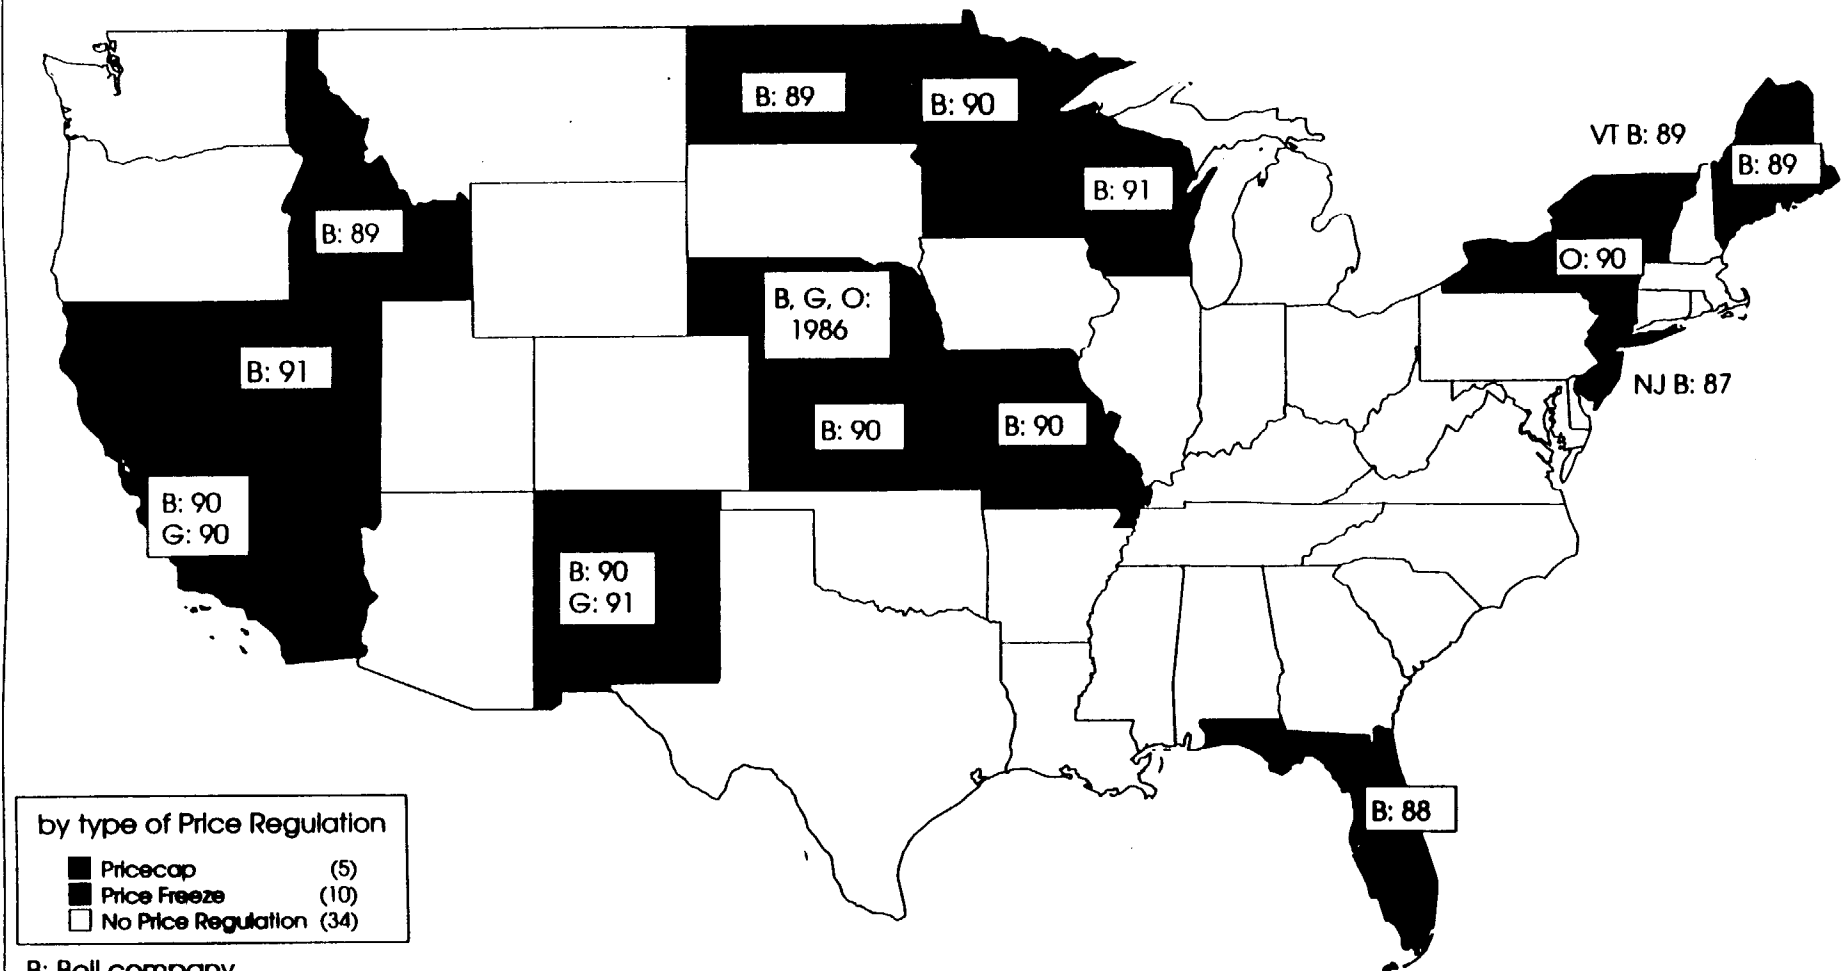 B: 89
B: 90
VT B: 89
B: 89
B: 91
B: 89
O: 90
B, G, O:
1986
B: 91
NJ B: 87
B: 90
B: 90
B: 90
G: 90
B: 90
G: 91
B: 88
by type of Price Regulation
Pricecap (5)
Price Freeze (10)
No Price Regulation (34)
B: Bell company